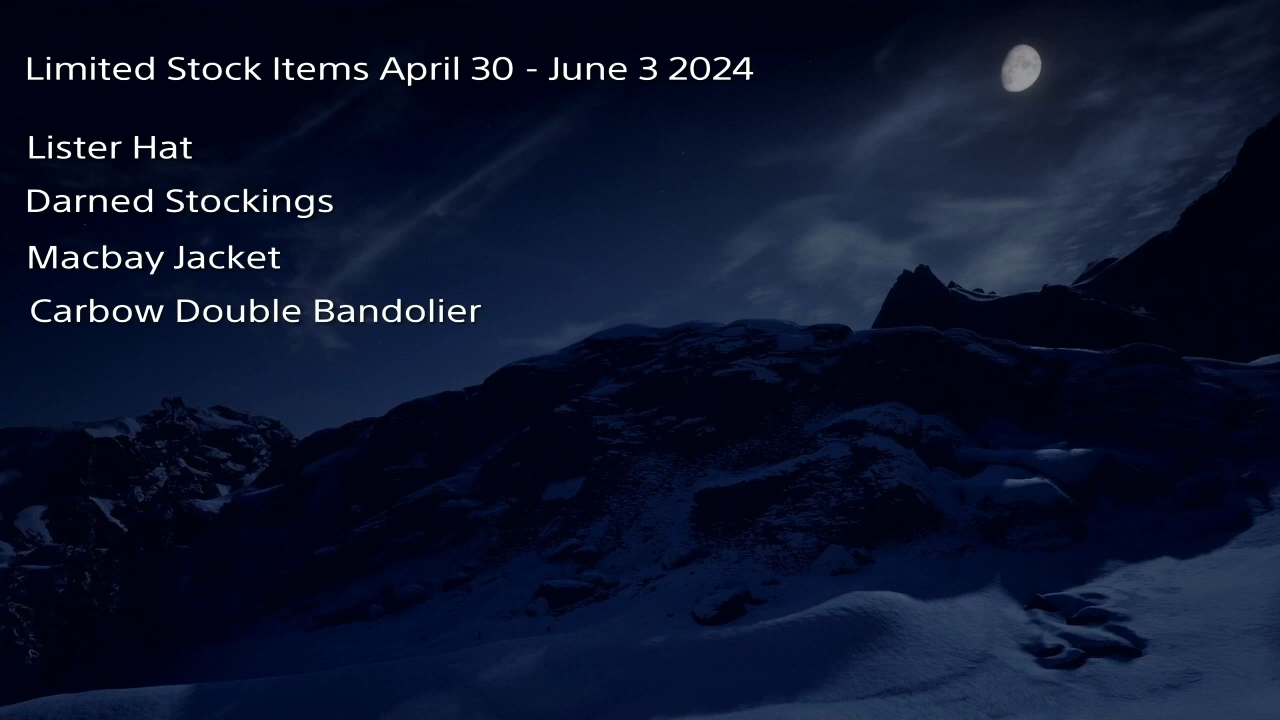 Limited Stock Items April 30 - June 3 2024
Lister Hat
Darned Stockings
Macbay Jacket
Carbow Double Bandolier